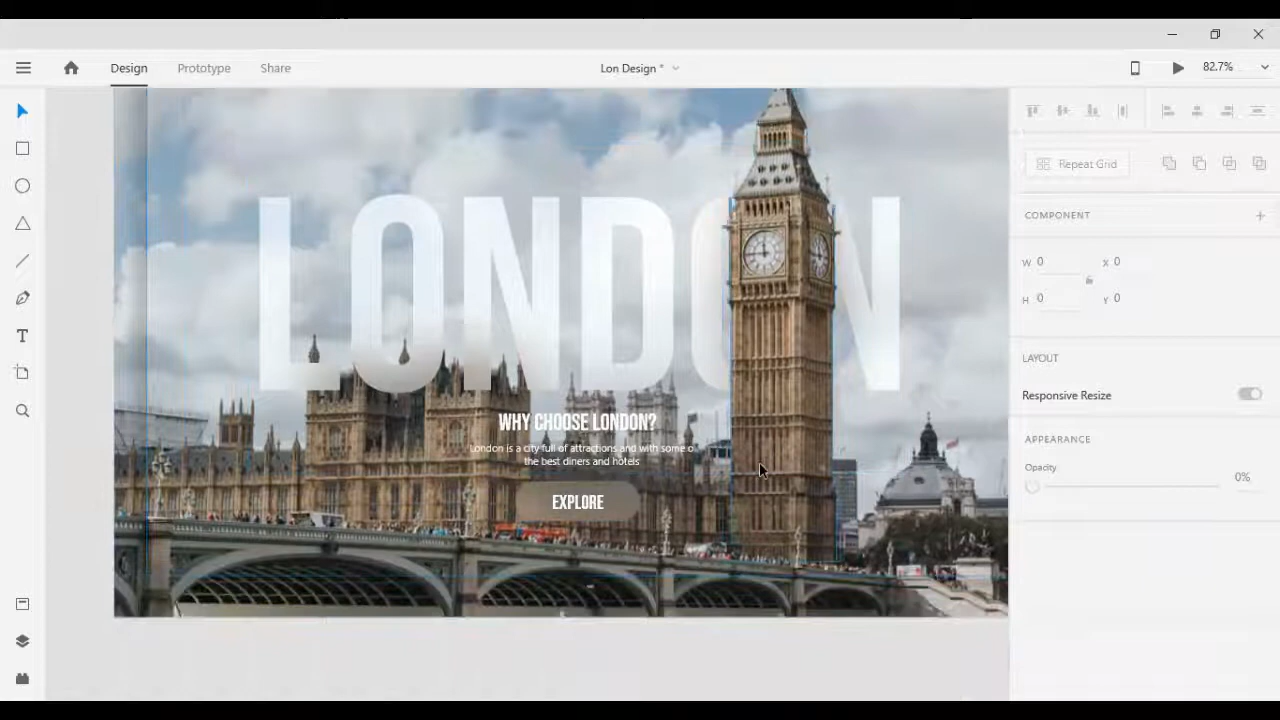 Design
Prototype
Share
Lon Design *
82.7%
Repeat Grid
COMPONENT
W 0
X 0
H 0
Y 0
LAYOUT
Responsive Resize
APPEARANCE
Opacity
0%
LONDON
WHY CHOOSE LONDON?
London is a city full of attractions and with some o
the best diners and hotels
EXPLORE